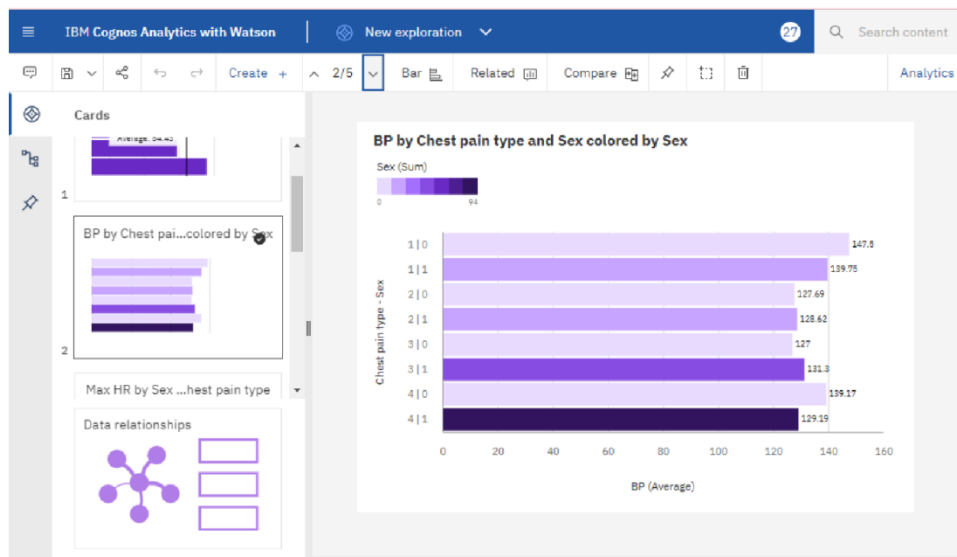 IBM Cognos Analytics with Watson
New exploration
27
Search content
Create +
2/5
Bar
Related
Compare
Analytics
Cards
1
BP by Chest pai...colored by Sex
2
Max HR by Sex ...hest pain type
Data relationships
BP by Chest pain type and Sex colored by Sex
Sex (Sum)
0 94
Chest pain type - Sex
1|0 147.5
1|1 139.75
2|0 127.69
2|1 128.62
3|0 127
3|1 131.3
4|0 139.17
4|1 129.19
0 20 40 60 80 100 120 140 160
BP (Average)